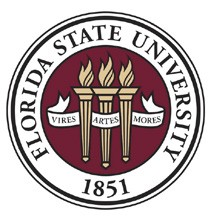 FLORIDA STATE UNIVERSITY
VIRES ARTES MORES
1851